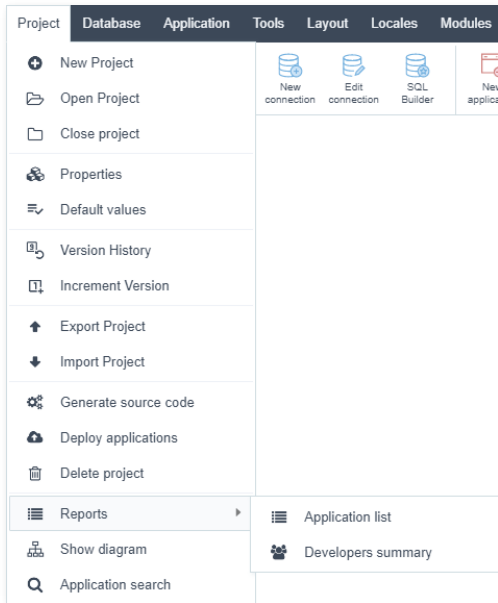 Project Database Application Tools Layout Locales Modules
New Project
Open Project
Close project
Properties
Default values
Version History
Increment Version
Export Project
Import Project
Generate source code
Deploy applications
Delete project
Reports
Show diagram
Application search
New
connection
Edit
connection
SQL
Builder
Application list
Developers summary